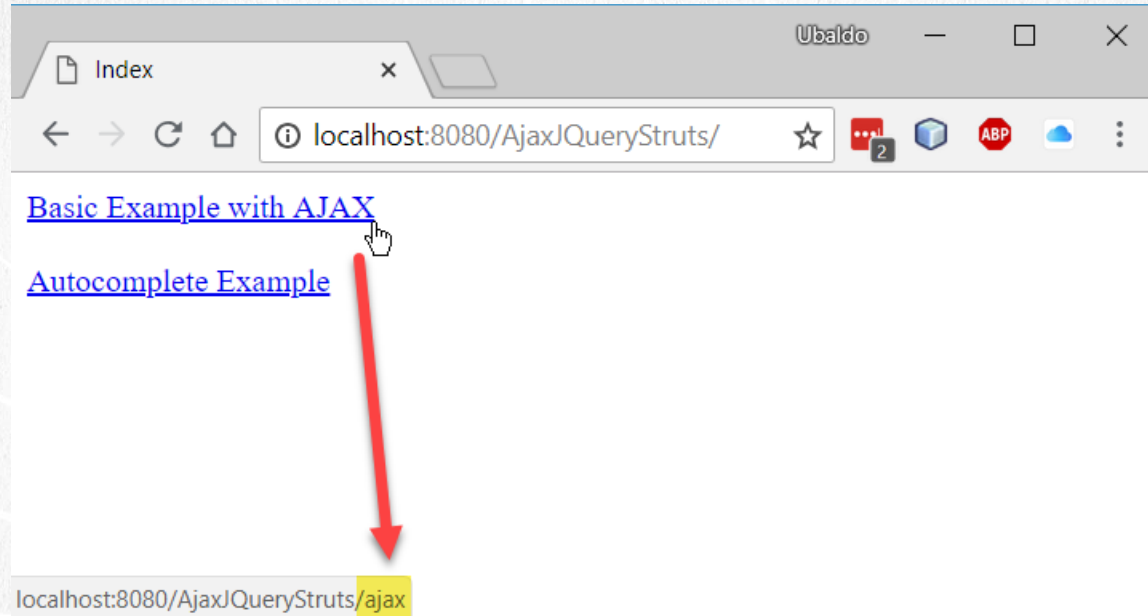 Ubaldo
Index
localhost:8080/AjaxJQueryStruts/
2
ABP
Basic Example with AJAX
Autocomplete Example
localhost:8080/AjaxJQueryStruts/ajax